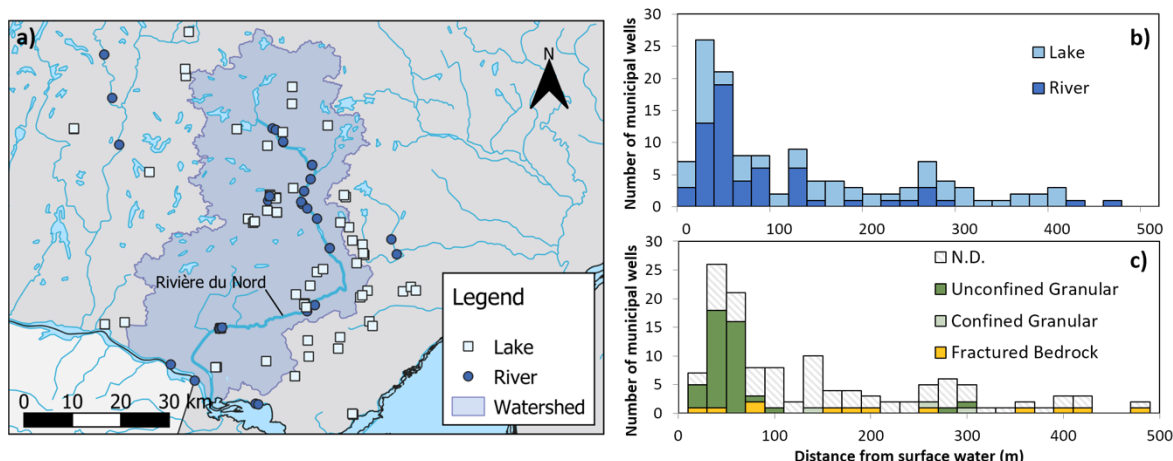 a)
N
Rivière du Nord
Legend
Lake
River
Watershed
0 10 20 30 km
b)
Number of municipal wells
30
25
20
15
10
5
0
Lake
River
0 100 200 300 400 500
c)
Number of municipal wells
30
25
20
15
10
5
0
N.D.
Unconfined Granular
Confined Granular
Fractured Bedrock
0 100 200 300 400 500
Distance from surface water (m)